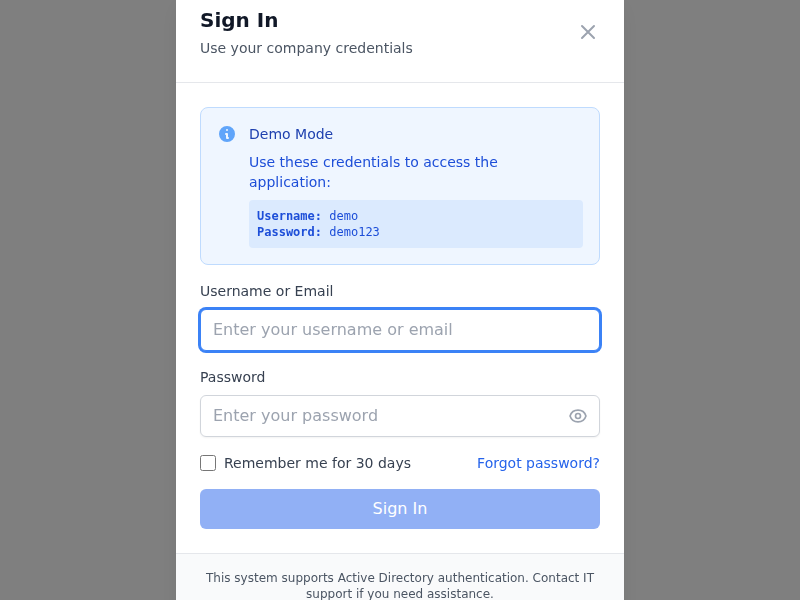 Sign In
Use your company credentials
Demo Mode
Use these credentials to access the
application:
Username: demo
Password: demo123
Username or Email
Enter your username or email
Password
Enter your password
Remember me for 30 days
Forgot password?
Sign In
This system supports Active Directory authentication. Contact IT
support if you need assistance.